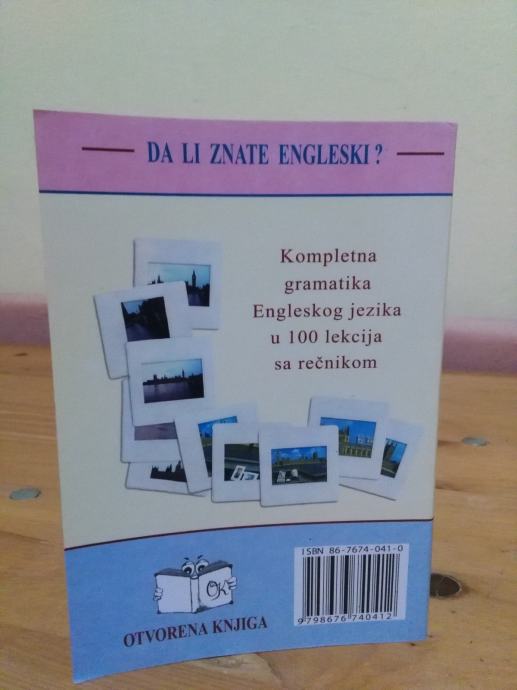 DA LI ZNATE ENGLESKI?
Kompletna
gramatika
Engleskog jezika
u 100 lekcija
sa rečnikom
ISBN 86-7674-041-0
OK
OTVORENA KNJIGA
9798676740412